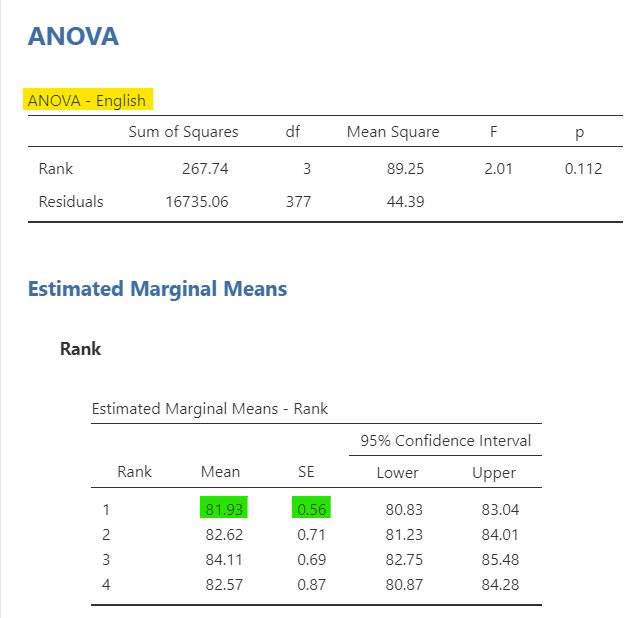 ANOVA
ANOVA - English
Sum of Squares df Mean Square F p
Rank 267.74 3 89.25 2.01 0.112
Residuals 16735.06 377 44.39
Estimated Marginal Means
Rank
Estimated Marginal Means - Rank
95% Confidence Interval
Rank Mean SE Lower Upper
1 81.93 0.56 80.83 83.04
2 82.62 0.71 81.23 84.01
3 84.11 0.69 82.75 85.48
4 82.57 0.87 80.87 84.28